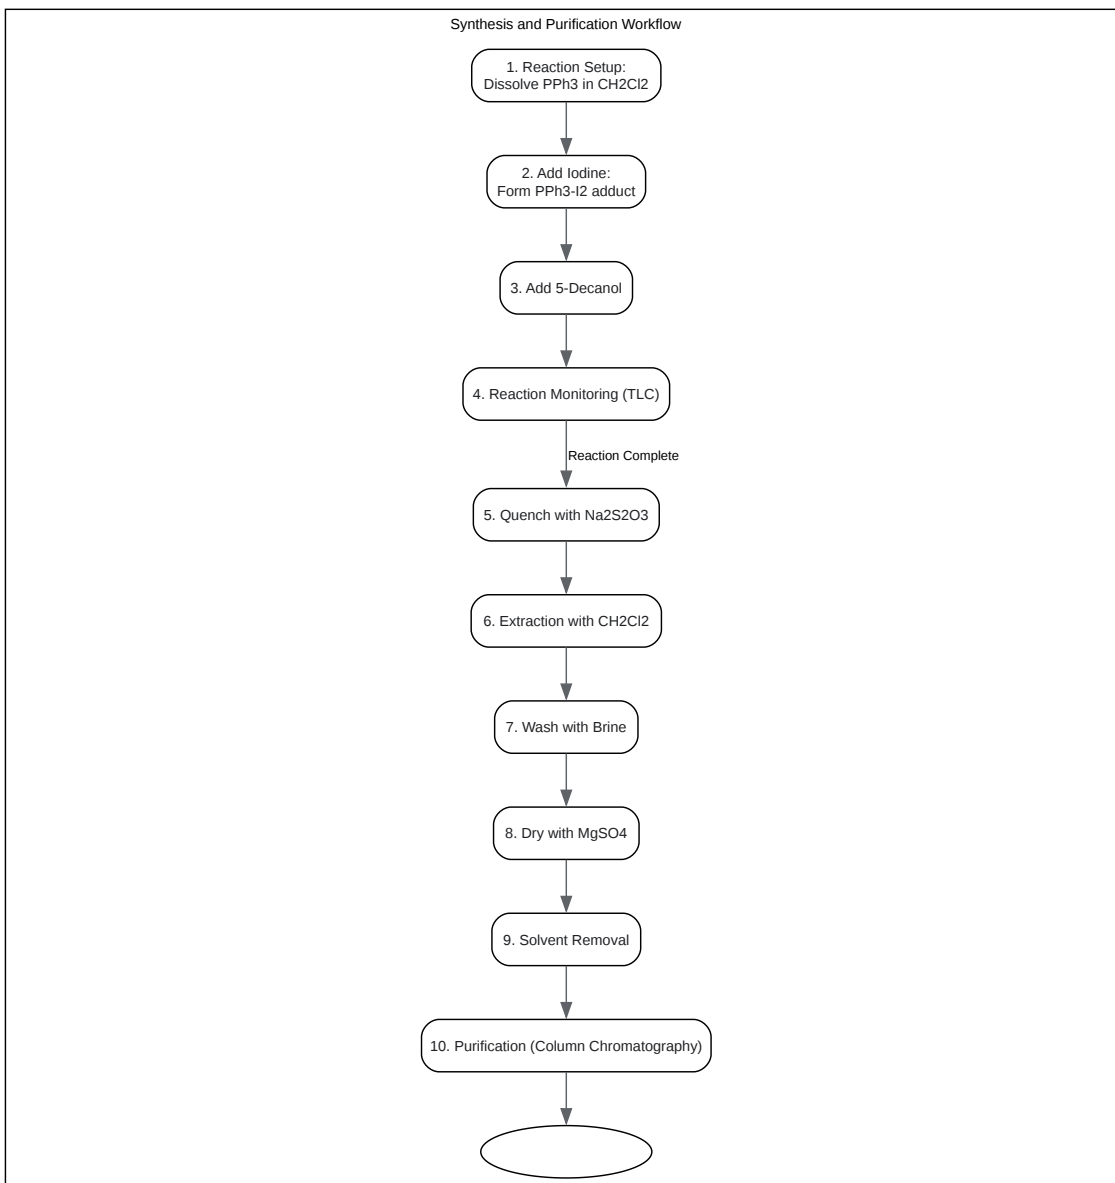 Synthesis and Purification Workflow
1. Reaction Setup:
Dissolve PPh3 in CH2Cl2
2. Add Iodine:
Form PPh3-I2 adduct
3. Add 5-Decanol
4. Reaction Monitoring (TLC)
Reaction Complete
5. Quench with Na2S2O3
6. Extraction with CH2Cl2
7. Wash with Brine
8. Dry with MgSO4
9. Solvent Removal
10. Purification (Column Chromatography)